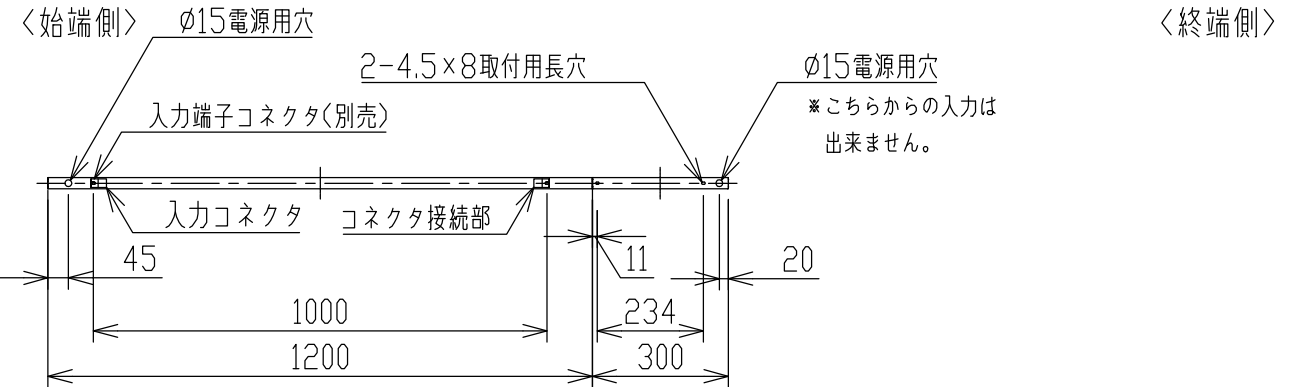 〈始端側〉
ø15電源用穴
〈終端側〉
2-4.5×8取付用長穴
ø15電源用穴
※こちらからの入力は
出来ません。
入力端子コネクタ(別売)
入力コネクタ
コネクタ接続部
45
11
20
1000
234
1200
300